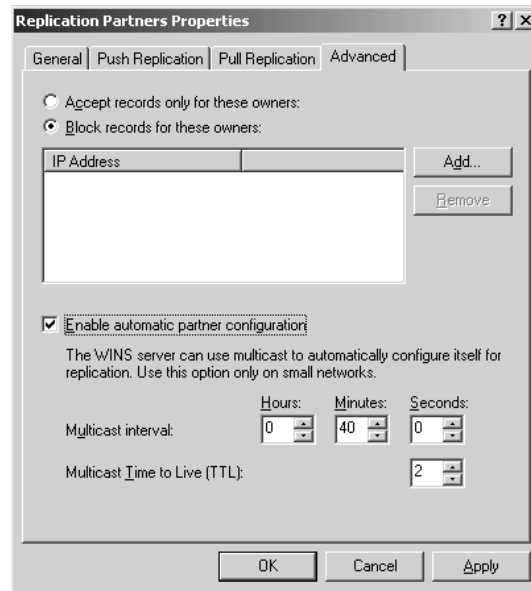 Replication Partners Properties ? X
General Push Replication Pull Replication Advanced
Accept records only for these owners:
Block records for these owners:
IP Address
Add...
Remove
Enable automatic partner configuration
The WINS server can use multicast to automatically configure itself for
replication. Use this option only on small networks.
Hours: Minutes: Seconds:
Multicast interval: 0 40 0
Multicast Time to Live (TTL): 2
OK Cancel Apply